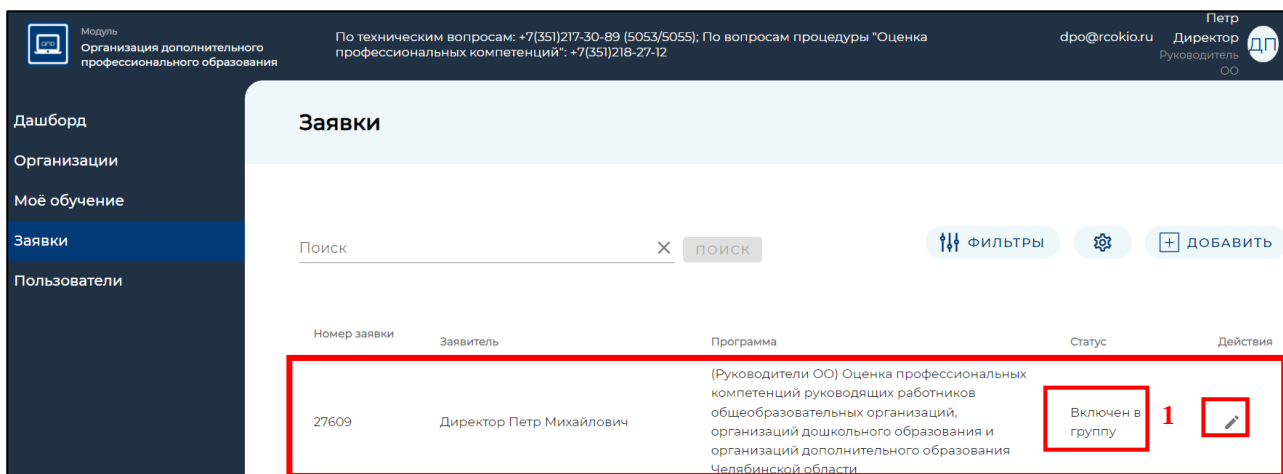 опо
Модуль
Организация дополнительного
профессионального образования
По техническим вопросам: +7(351)217-30-89 (5053/5055); По вопросам процедуры "Оценка
профессиональных компетенций": +7(351)218-27-12
dpo@rcokio.ru
Петр
Директор
Руководитель
ОО
ДП
Дашборд
Организации
Моё обучение
Заявки
Пользователи
Заявки
Поиск
ПОИСК
ФИЛЬТРЫ
ДОБАВИТЬ
Номер заявки
Заявитель
Программа
Статус
Действия
27609
Директор Петр Михайлович
(Руководители ОО) Оценка профессиональных
компетенций руководящих работников
общеобразовательных организаций,
организаций дошкольного образования и
организаций дополнительного образования
Челябинской области
Включен в
группу
1